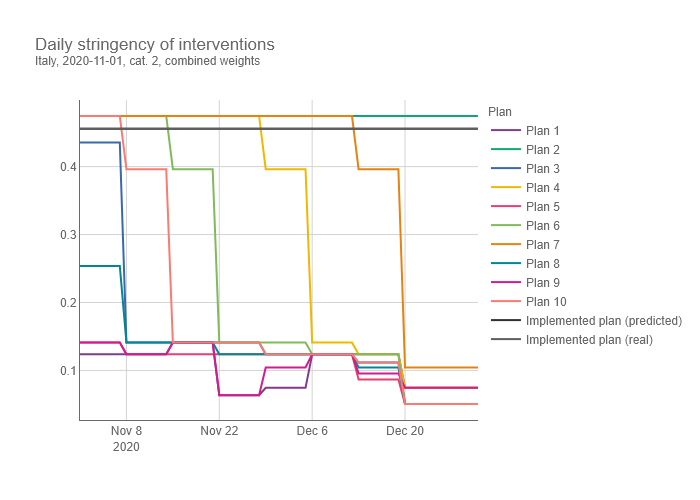 Daily stringency of interventions
Italy, 2020-11-01, cat. 2, combined weights
Plan
Plan 1
Plan 2
Plan 3
Plan 4
Plan 5
Plan 6
Plan 7
Plan 8
Plan 9
Plan 10
Implemented plan (predicted)
Implemented plan (real)
0.4
0.3
0.2
0.1
Nov 8 Nov 22 Dec 6 Dec 20
2020